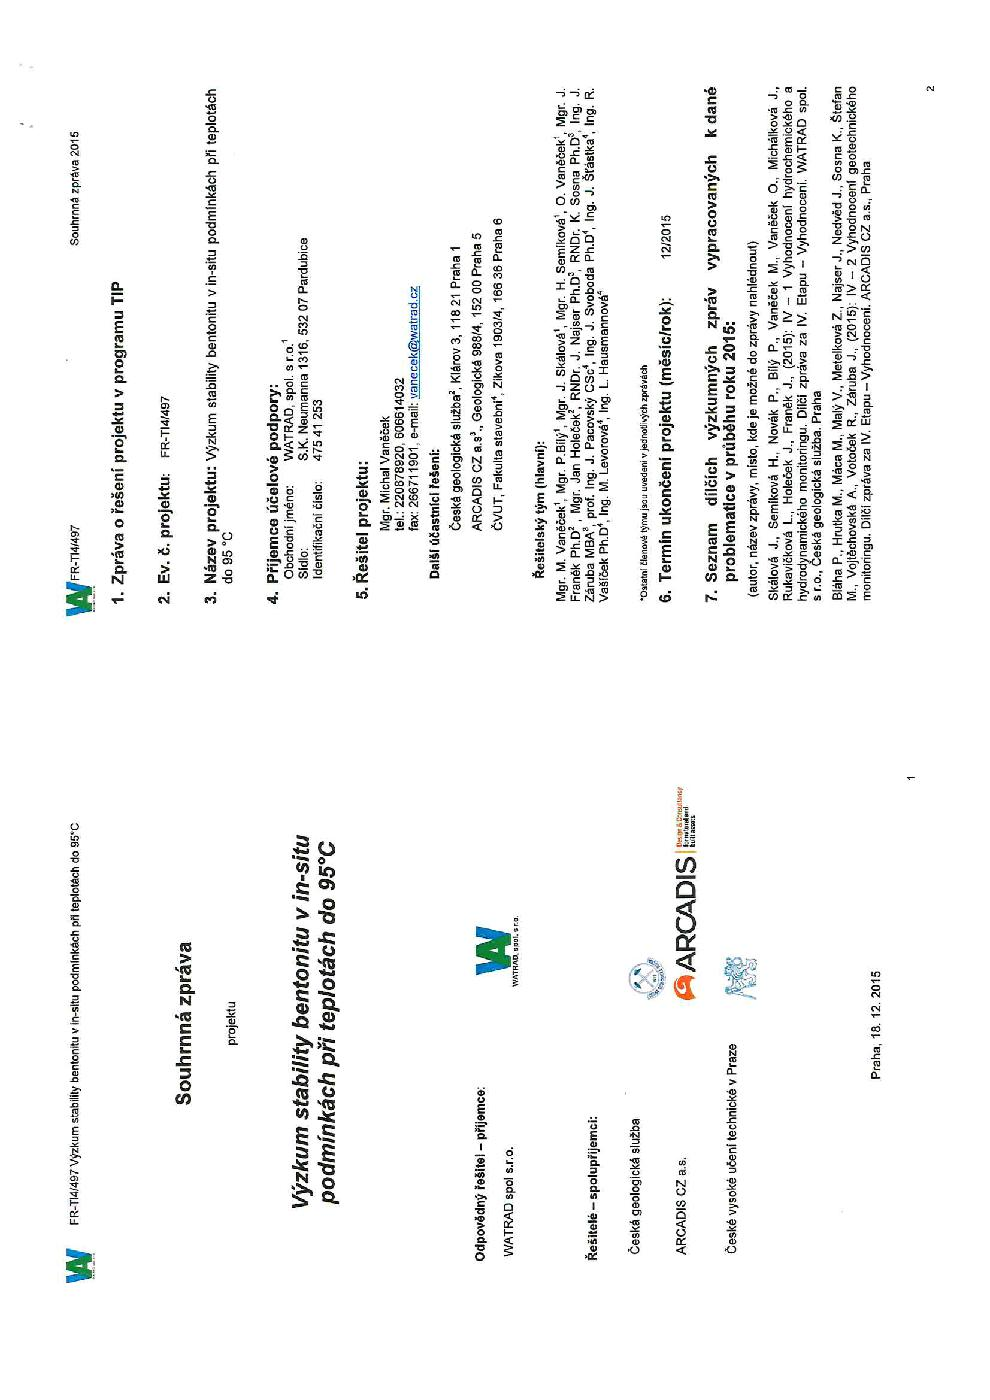 FR-TI4/497 Výzkum stability bentonitu v in-situ podmínkách při teplotách do 95°C
Souhrnná zpráva
projektu
Výzkum stability bentonitu v in-situ
podmínkách při teplotách do 95°C
Odpovědný řešitel – příjemce:
WATRAD spol s.r.o.
WATRAD, spol. s r.o.
Řešitelé – spolupříjemci:
Česká geologická služba
ARCADIS CZ a.s.
ARCADIS
Design & Consultancy
for natural and
built assets
České vysoké učení technické v Praze
Praha, 18. 12. 2015
1
FR-TI4/497
Souhrnná zpráva 2015
1. Zpráva o řešení projektu v programu TIP
2. Ev. č. projektu: FR-TI4/497
3. Název projektu: Výzkum stability bentonitu v in-situ podmínkách při teplotách
do 95 °C
4. Příjemce účelové podpory:
Obchodní jméno: WATRAD, spol. s r.o.¹
Sídlo: S.K. Neumanna 1316, 532 07 Pardubice
Identifikační číslo: 475 41 253
5. Řešitel projektu:
Mgr. Michal Vaněček
tel.: 220878920, 606614032
fax: 266711901, e-mail: vanecek@watrad.cz
Další účastníci řešení:
Česká geologická služba², Klárov 3, 118 21 Praha 1
ARCADIS CZ a.s³., Geologická 988/4, 152 00 Praha 5
ČVUT, Fakulta stavební⁴, Zikova 1903/4, 166 36 Praha 6
Řešitelský tým (hlavní):
Mgr. M. Vaněček¹, Mgr. P.Bílý¹, Mgr. J. Skálová¹, Mgr. H. Semíková¹, O. Vaněček¹, Mgr. J.
Franěk Ph.D², Mgr. Jan Holeček², RNDr. J. Najser Ph.D³, RNDr. K. Sosna Ph.D³, Ing. J.
Záruba MBA³, prof. Ing. J. Pacovský CSc⁴, Ing. J. Svoboda Ph.D⁴, Ing. J. Šťástka⁴, Ing. R.
Vašíček Ph.D⁴, Ing. M. Levorová⁴, Ing. L. Hausmannová⁴
*Ostatní členové týmu jsou uvedeni v jednotlivých zprávách
6. Termín ukončení projektu (měsíc/rok): 12/2015
7. Seznam dílčích výzkumných zpráv vypracovaných k dané
problematice v průběhu roku 2015:
(autor, název zprávy, místo, kde je možné do zprávy nahlédnout)
Skálová J., Semíková H., Novák P., Bílý P., Vaněček M., Vaněček O., Michálková J.,
Rukavičková L., Holeček J., Franěk J., (2015): IV – 1 Vyhodnocení hydrochemického a
hydrodynamického monitoringu. Dílčí zpráva za IV. Etapu – Vyhodnocení. WATRAD spol.
s r.o., Česká geologická služba. Praha
Bláha P., Hrutka M., Máca M., Malý V., Metelková Z., Najser J., Nedvěd J., Sosna K., Štefan
M., Vojtěchovská A., Votoček R., Záruba J., (2015): IV – 2 Vyhodnocení geotechnického
monitoringu. Dílčí zpráva za IV. Etapu – Vyhodnocení. ARCADIS CZ a.s., Praha
2